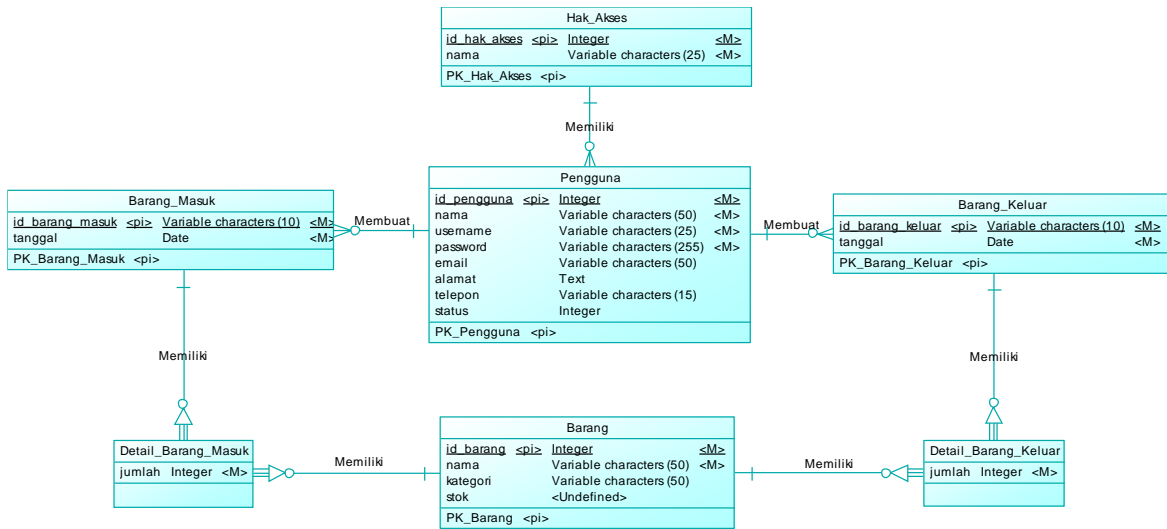 Hak_Akses
id_hak_akses <pi> Integer <M>
nama Variable characters (25) <M>
PK_Hak_Akses <pi>
Memiliki
Pengguna
id_pengguna <pi> Integer <M>
nama Variable characters (50) <M>
username Variable characters (25) <M>
password Variable characters (255) <M>
email Variable characters (50)
alamat Text
telepon Variable characters (15)
status Integer
PK_Pengguna <pi>
Barang_Masuk
id_barang_masuk <pi> Variable characters (10) <M>
tanggal Date <M>
PK_Barang_Masuk <pi>
Membuat
Membuat
Barang_Keluar
id_barang_keluar <pi> Variable characters (10) <M>
tanggal Date <M>
PK_Barang_Keluar <pi>
Memiliki
Memiliki
Detail_Barang_Masuk
jumlah Integer <M>
Memiliki
Barang
id_barang <pi> Integer <M>
nama Variable characters (50) <M>
kategori Variable characters (50)
stok <Undefined>
PK_Barang <pi>
Memiliki
Detail_Barang_Keluar
jumlah Integer <M>